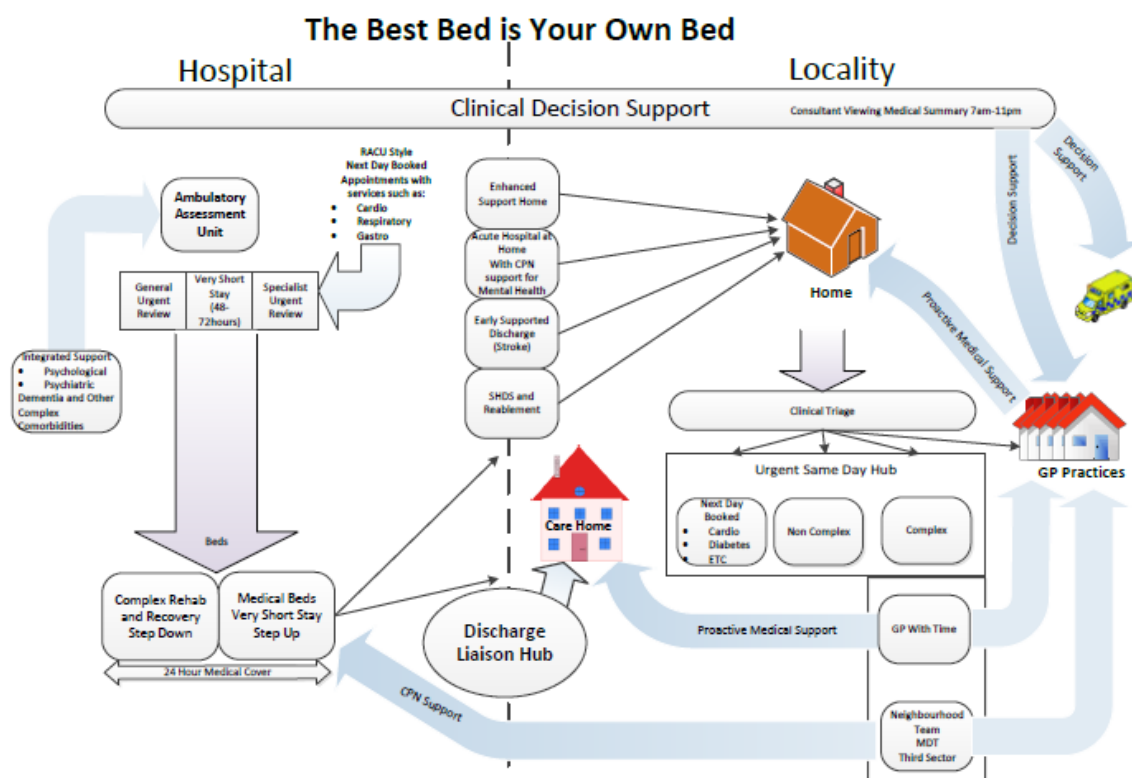 The Best Bed is Your Own Bed
Hospital
Locality
Clinical Decision Support
Consultant Viewing Medical Summary 7am-11pm
RACU Style
Next Day Booked
Appointments with
services such as:
• Cardio
• Respiratory
• Gastro
Ambulatory
Assessment
Unit
General
Urgent
Review
Very Short
Stay
(48-
72hours)
Specialist
Urgent
Review
Integrated Support
• Psychological
• Psychiatric
Dementia and Other
Complex
Comorbidities
Beds
Complex Rehab
and Recovery
Step Down
Medical Beds
Very Short Stay
Step Up
24 Hour Medical Cover
Enhanced
Support Home
Acute Hospital at
Home
With CPN
support for
Mental Health
Early Supported
Discharge
(Stroke)
SHDS and
Reablement
Care Home
Discharge
Liaison Hub
CPN Support
Home
Decision Support
Decision
Support
Proactive Medical Support
Clinical Triage
GP Practices
Urgent Same Day Hub
Next Day
Booked
• Cardio
• Diabetes
• ETC
Non Complex
Complex
Proactive Medical Support
GP With Time
Neighbourhood
Team
MDT
Third Sector